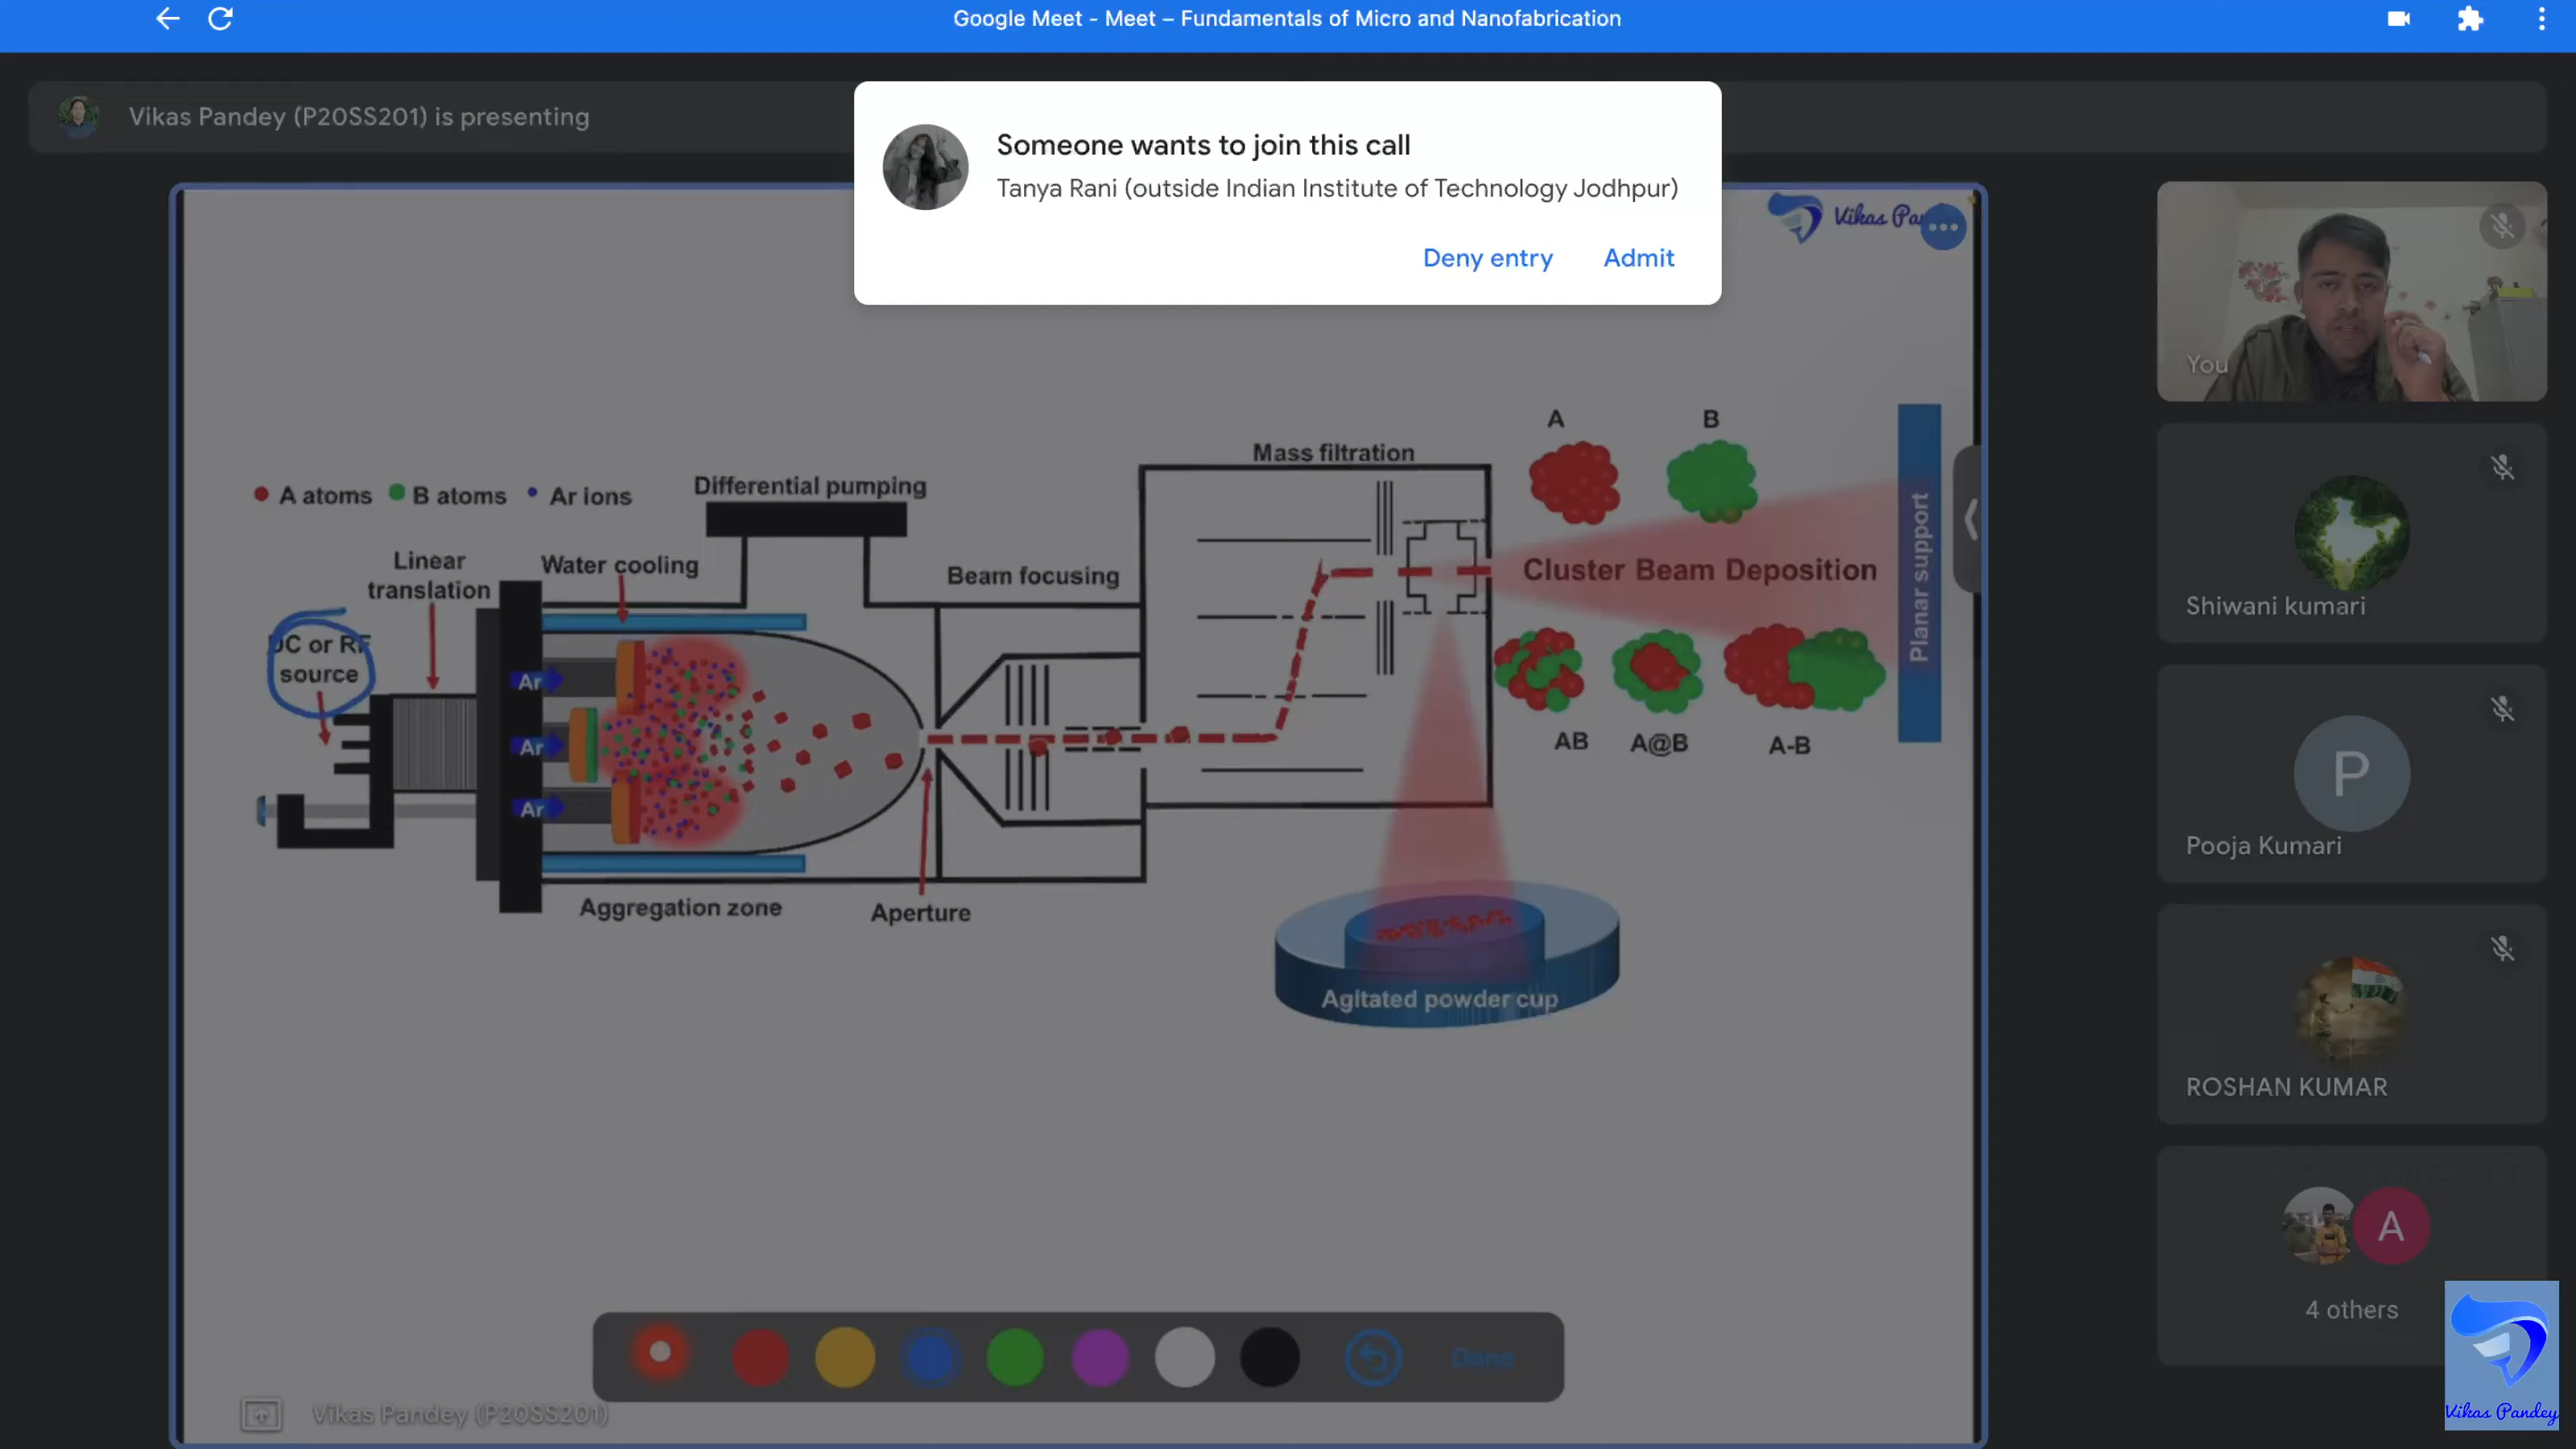 Google Meet - Meet – Fundamentals of Micro and Nanofabrication
Vikas Pandey (P20SS201) is presenting
Someone wants to join this call
Tanya Rani (outside Indian Institute of Technology Jodhpur)
Deny entry Admit
Vikas
You
A B
Mass filtration
Differential pumping
A atoms B atoms Ar ions
Linear
translation
Water cooling
Beam focusing
Cluster Beam Deposition
Planar support
DC or RF
source
Ar
Ar
Ar
AB A@B A-B
Aggregation zone
Aperture
Agitated powder cup
Shiwani kumari
P
Pooja Kumari
ROSHAN KUMAR
A
4 others
Done
Vikas Pandey (P20SS201)
Vikas Pandey